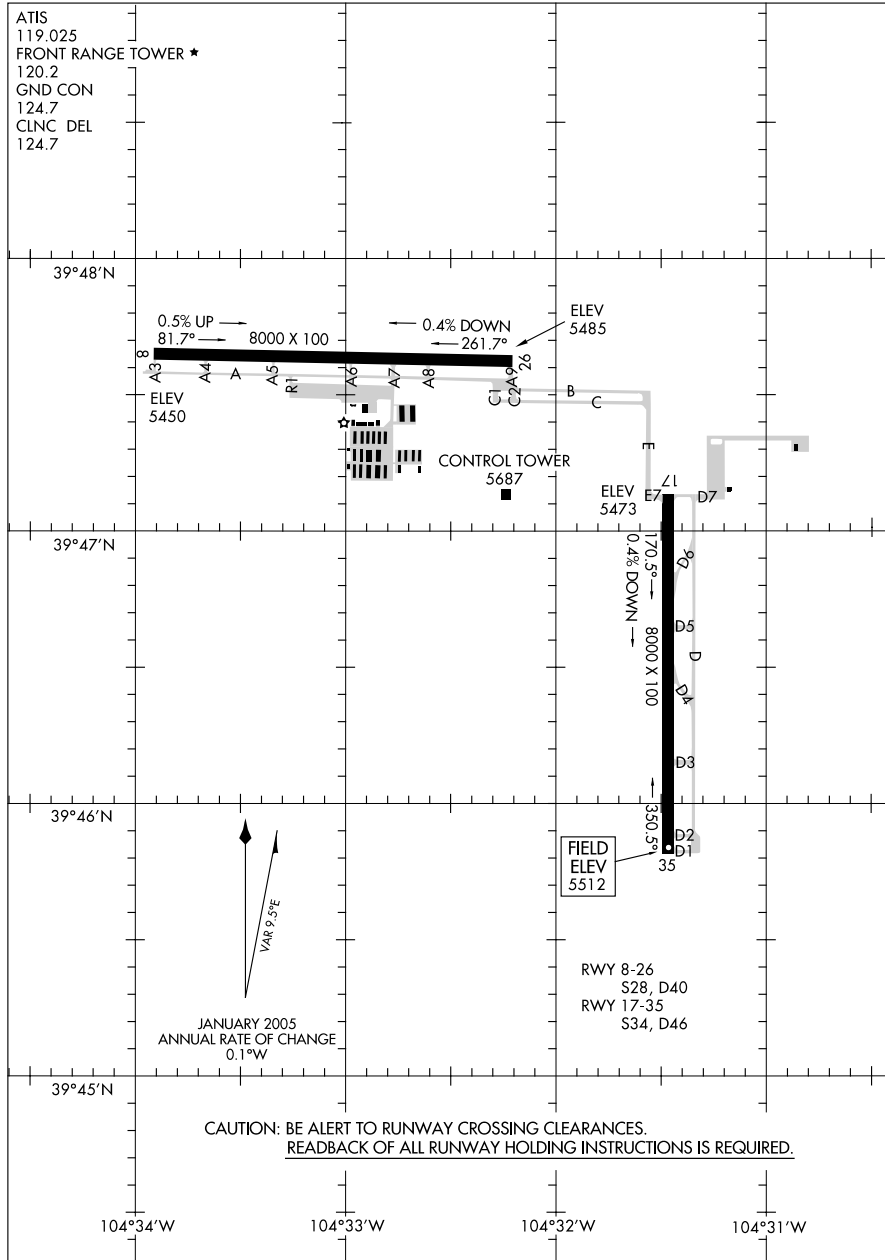 ATIS
119.025
FRONT RANGE TOWER
120.2
GND CON
124.7
CLNC DEL
124.7
39°48'N
0.5% UP
81.7°
8000 X 100
0.4% DOWN
261.7°
ELEV
5485
8
26
A3
A4
A
A5
R1
A6
A7
A8
A9
C1
C2
B
C
ELEV
5450
E
CONTROL TOWER
5687
ELEV
5473
E7
17
D7
39°47'N
170.5°
0.4% DOWN
8000 X 100
D6
D5
D
D4
D3
39°46'N
350.5°
D2
D1
35
FIELD
ELEV
5512
VAR 9.5°E
JANUARY 2005
ANNUAL RATE OF CHANGE
0.1°W
RWY 8-26
S28, D40
RWY 17-35
S34, D46
39°45'N
CAUTION: BE ALERT TO RUNWAY CROSSING CLEARANCES.
READBACK OF ALL RUNWAY HOLDING INSTRUCTIONS IS REQUIRED.
104°34'W
104°33'W
104°32'W
104°31'W